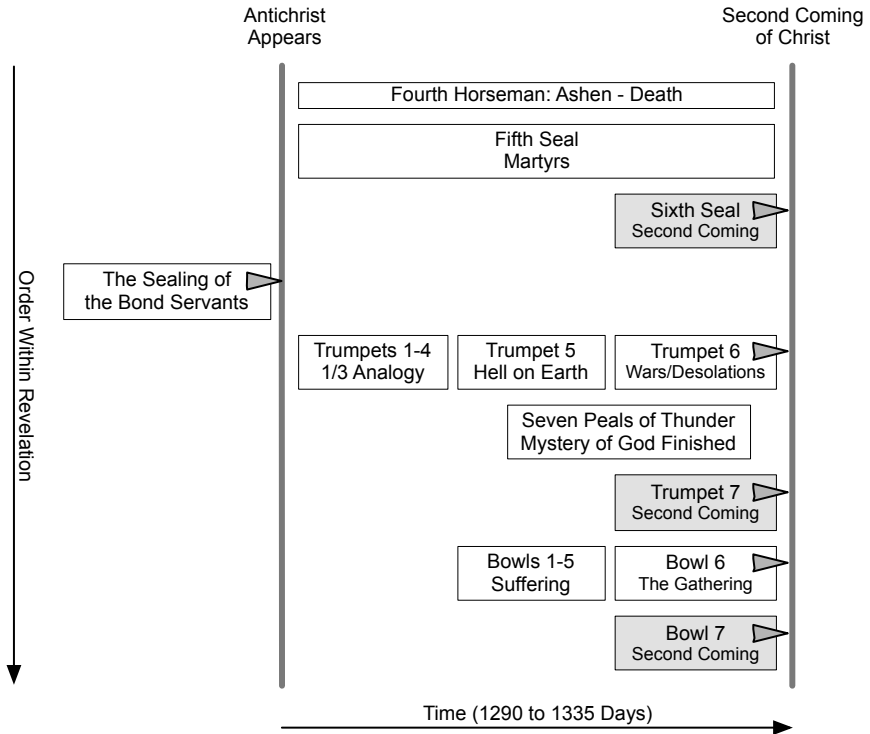 Antichrist
Appears
Second Coming
of Christ
Fourth Horseman: Ashen - Death
Fifth Seal
Martyrs
Sixth Seal
Second Coming
The Sealing of
the Bond Servants
Order Within Revelation
Trumpets 1-4
1/3 Analogy
Trumpet 5
Hell on Earth
Trumpet 6
Wars/Desolations
Seven Peals of Thunder
Mystery of God Finished
Trumpet 7
Second Coming
Bowls 1-5
Suffering
Bowl 6
The Gathering
Bowl 7
Second Coming
Time (1290 to 1335 Days)